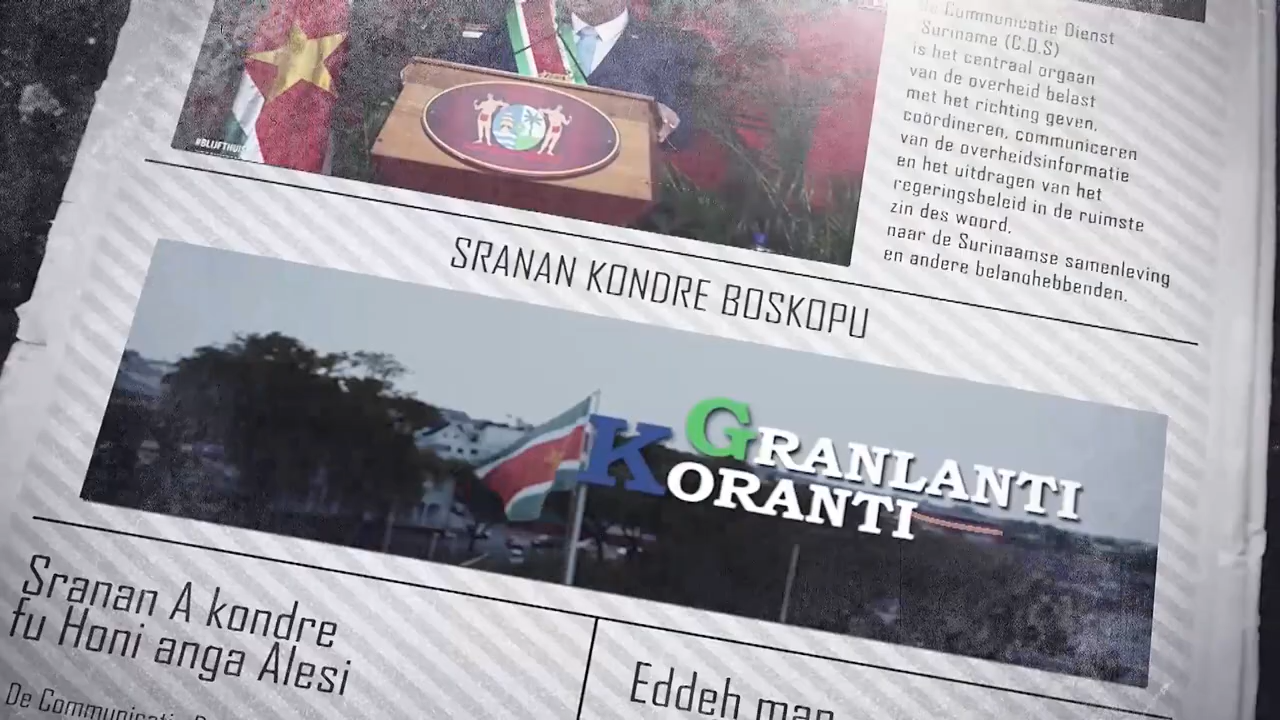 #BLIJFTHUIS
De Communicatie Dienst
Suriname (C.D.S)
is het centraal orgaan
van de overheid belast
met het richting geven,
coördineren, communiceren
van de overheidsinformatie
en het uitdragen van het
regeringsbeleid in de ruimste
zin des woord.
naar de Surinaamse samenleving
en andere belanghebbenden.
SRANAN KONDRE BOSKOPU
GRANLANTI
KORANTI
Sranan A kondre
fu Honi anga Alesi
De
Eddeh man